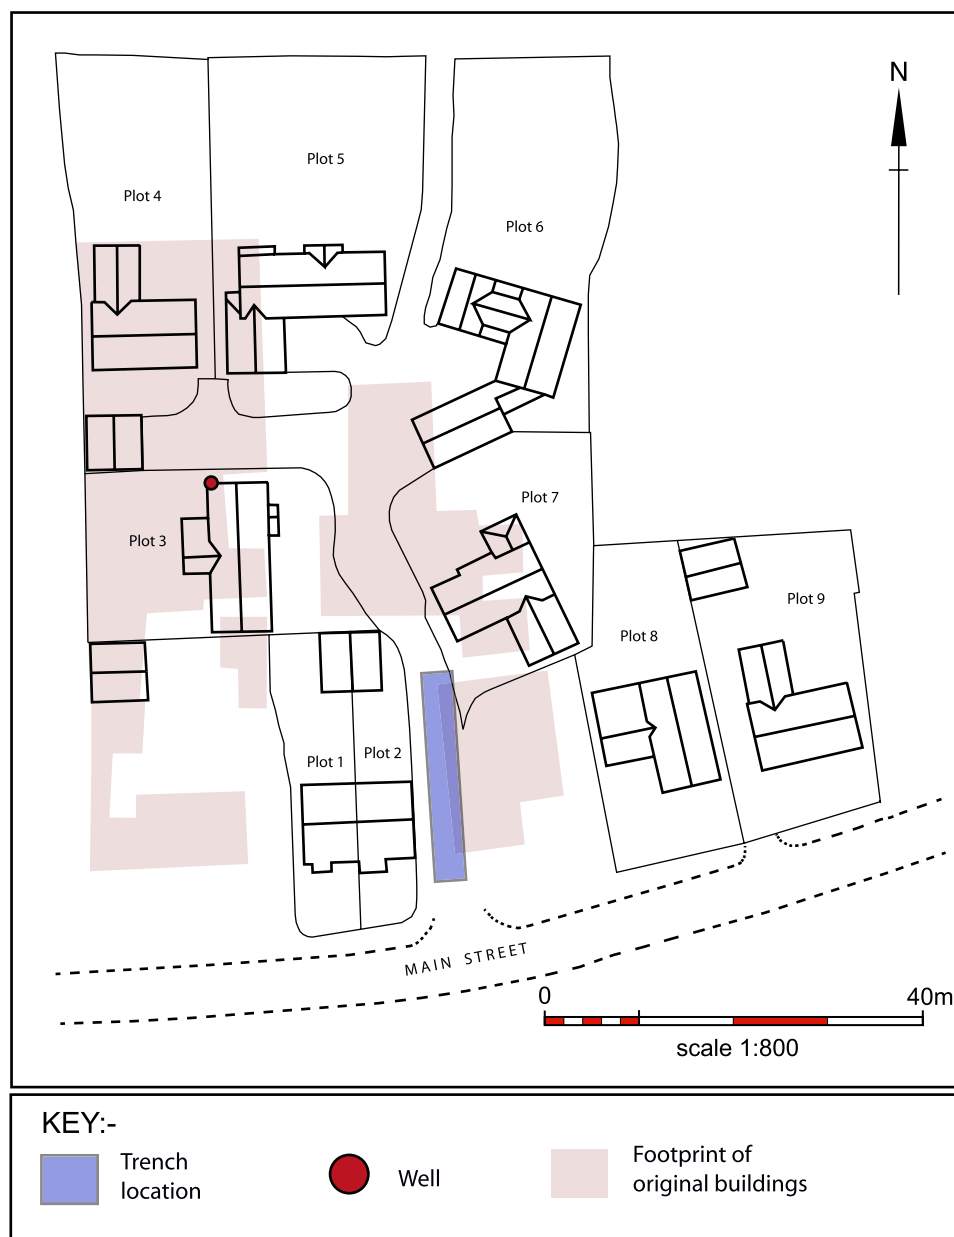 N
Plot 5
Plot 4
Plot 6
Plot 7
Plot 3
Plot 9
Plot 8
Plot 2
Plot 1
MAIN STREET
0 40m
scale 1:800
KEY:-
Trench
location
Well
Footprint of
original buildings